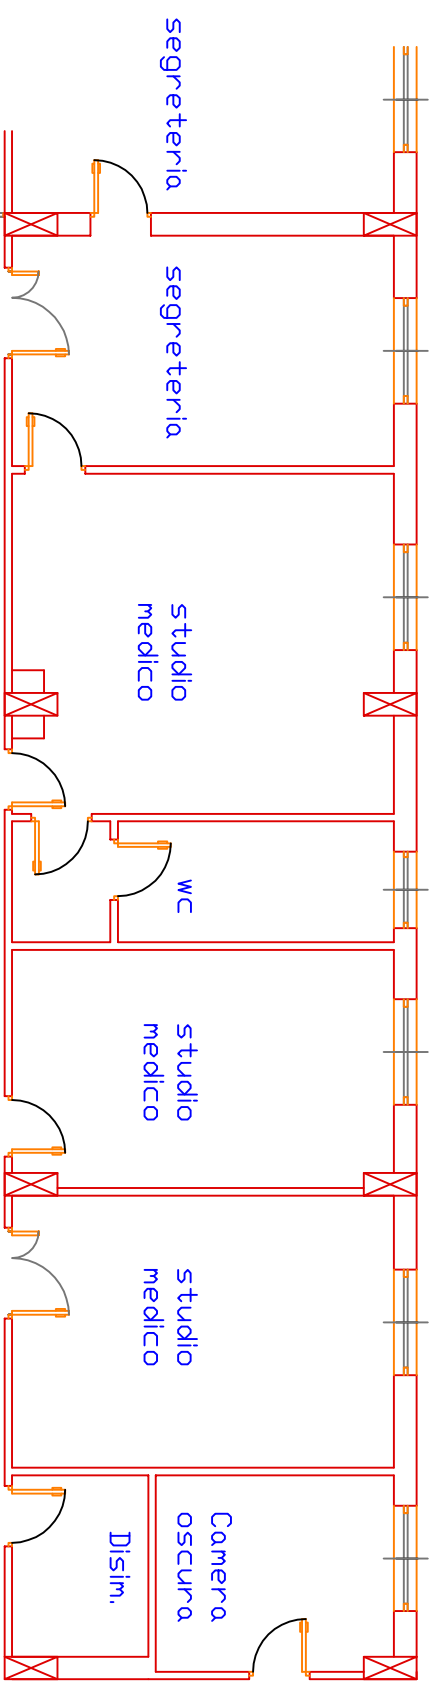 segreteria
segreteria
studio
medico
wc
studio
medico
studio
medico
Camera
oscura
Disim.